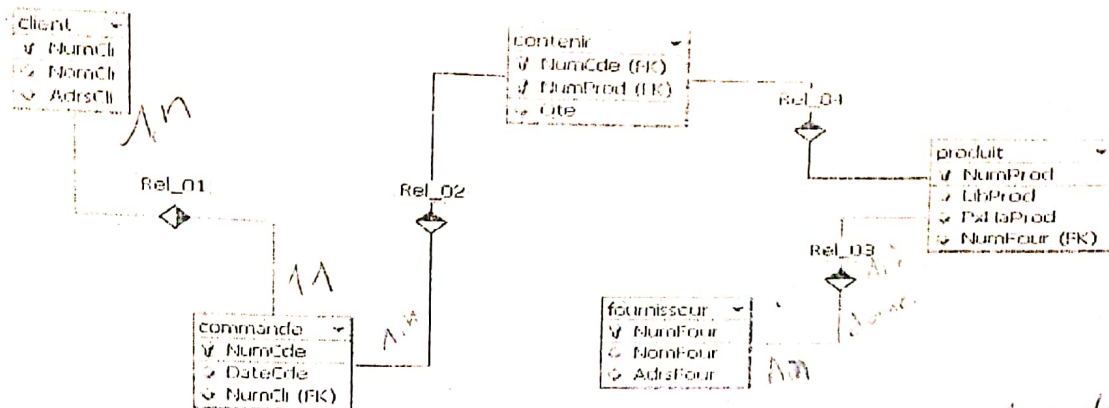 client
NumCli
NomCli
AdrsCli
1.n
Rel_01
1 1
commande
NumCde
DateCde
NumCli (FK)
1.n
Rel_02
contenir
NumCde (FK)
NumProd (FK)
Qte
Rel_04
produit
NumProd
LibProd
PxHaProd
NumFour (FK)
Rel_03
fournisseur
NumFour
NomFour
AdrsFour